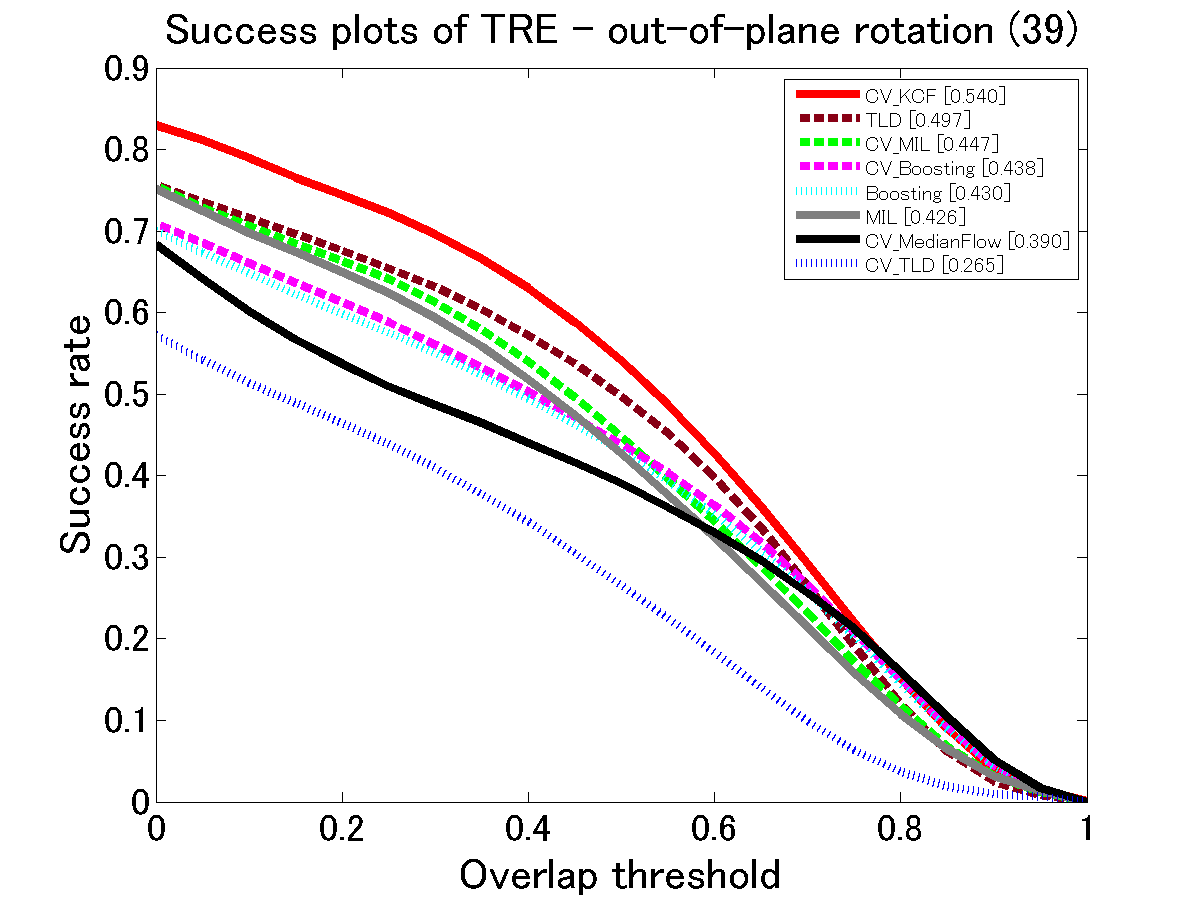 Success plots of TRE - out-of-plane rotation (39)
CV_KCF [0.540]
TLD [0.497]
CV_MIL [0.447]
CV_Boosting [0.438]
Boosting [0.430]
MIL [0.426]
CV_MedianFlow [0.390]
CV_TLD [0.265]
Success rate
0.9
0.8
0.7
0.6
0.5
0.4
0.3
0.2
0.1
0
0 0.2 0.4 0.6 0.8 1
Overlap threshold